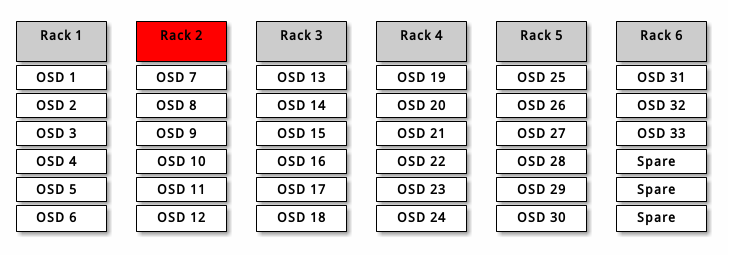 Rack 1 Rack 2 Rack 3 Rack 4 Rack 5 Rack 6
OSD 1 OSD 7 OSD 13 OSD 19 OSD 25 OSD 31
OSD 2 OSD 8 OSD 14 OSD 20 OSD 26 OSD 32
OSD 3 OSD 9 OSD 15 OSD 21 OSD 27 OSD 33
OSD 4 OSD 10 OSD 16 OSD 22 OSD 28 Spare
OSD 5 OSD 11 OSD 17 OSD 23 OSD 29 Spare
OSD 6 OSD 12 OSD 18 OSD 24 OSD 30 Spare